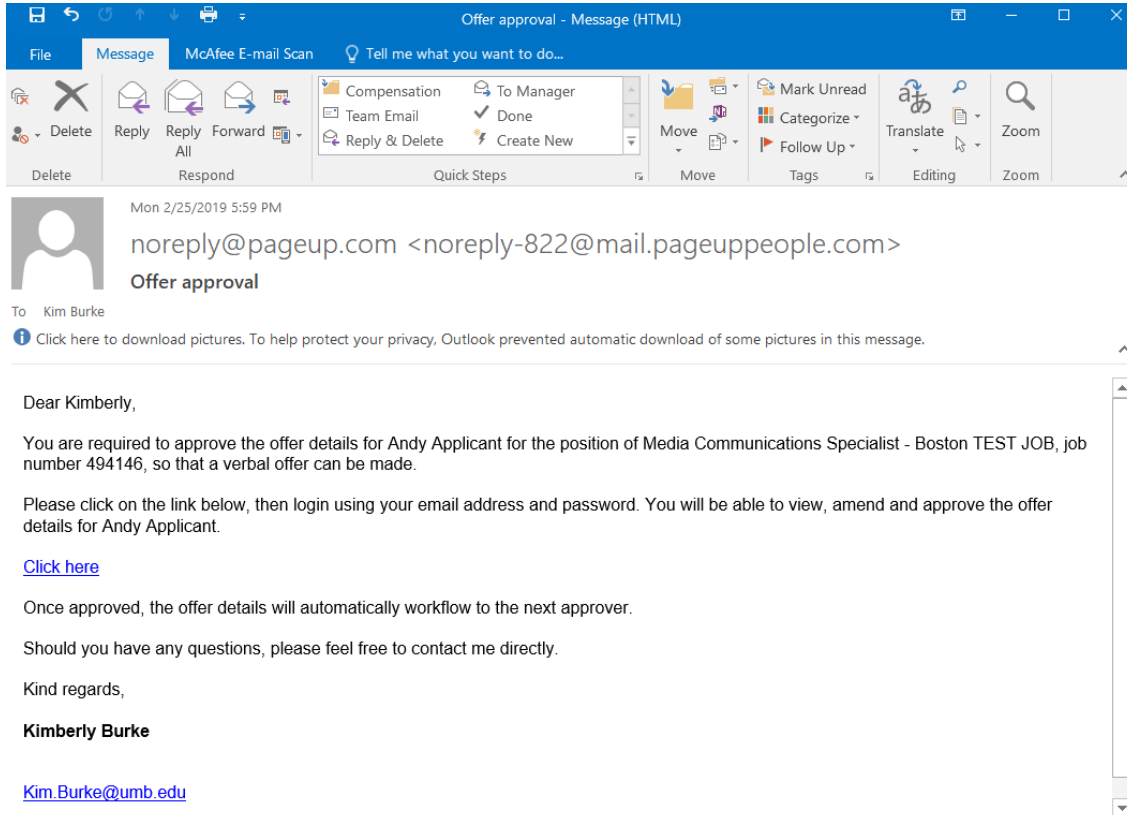 Offer approval - Message (HTML)
File Message McAfee E-mail Scan Tell me what you want to do...
Compensation To Manager Mark Unread
Team Email Done Categorize
Delete Reply Reply All Forward Reply & Delete Create New Move Follow Up Translate Zoom
Delete Respond Quick Steps Move Tags Editing Zoom
Mon 2/25/2019 5:59 PM
noreply@pageup.com <noreply-822@mail.pageuppeople.com>
Offer approval
To Kim Burke
Click here to download pictures. To help protect your privacy, Outlook prevented automatic download of some pictures in this message.
Dear Kimberly,
You are required to approve the offer details for Andy Applicant for the position of Media Communications Specialist - Boston TEST JOB, job
number 494146, so that a verbal offer can be made.
Please click on the link below, then login using your email address and password. You will be able to view, amend and approve the offer
details for Andy Applicant.
Click here
Once approved, the offer details will automatically workflow to the next approver.
Should you have any questions, please feel free to contact me directly.
Kind regards,
Kimberly Burke
Kim.Burke@umb.edu